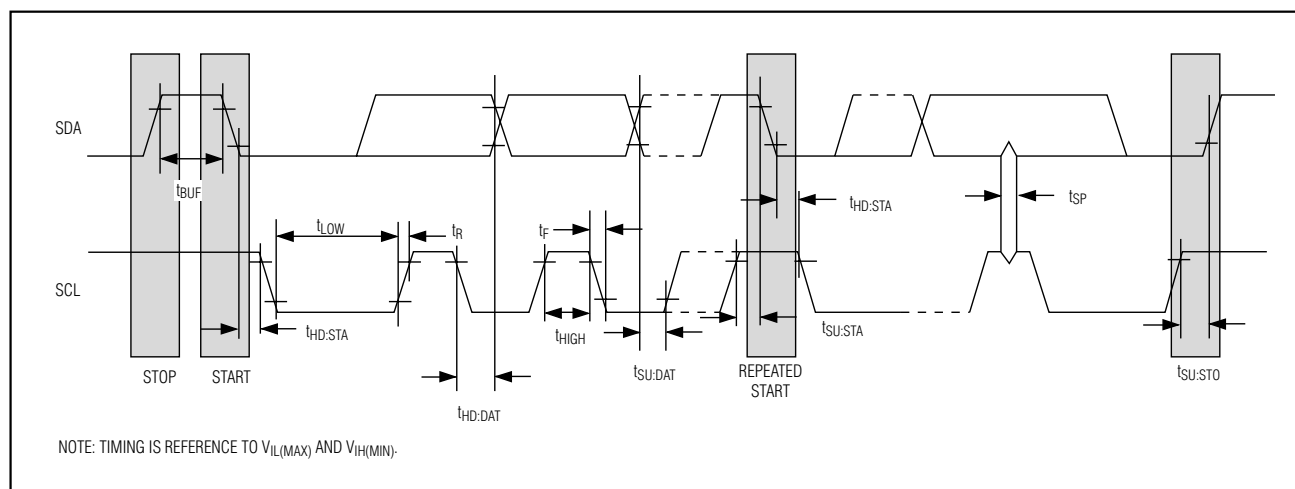 SDA
tBUF
tHD:STA
tSP
tLOW
tR
tF
SCL
tHD:STA
tHIGH
tSU:STA
STOP
START
tSU:DAT
REPEATED
START
tSU:STO
tHD:DAT
NOTE: TIMING IS REFERENCE TO VIL(MAX) AND VIH(MIN).